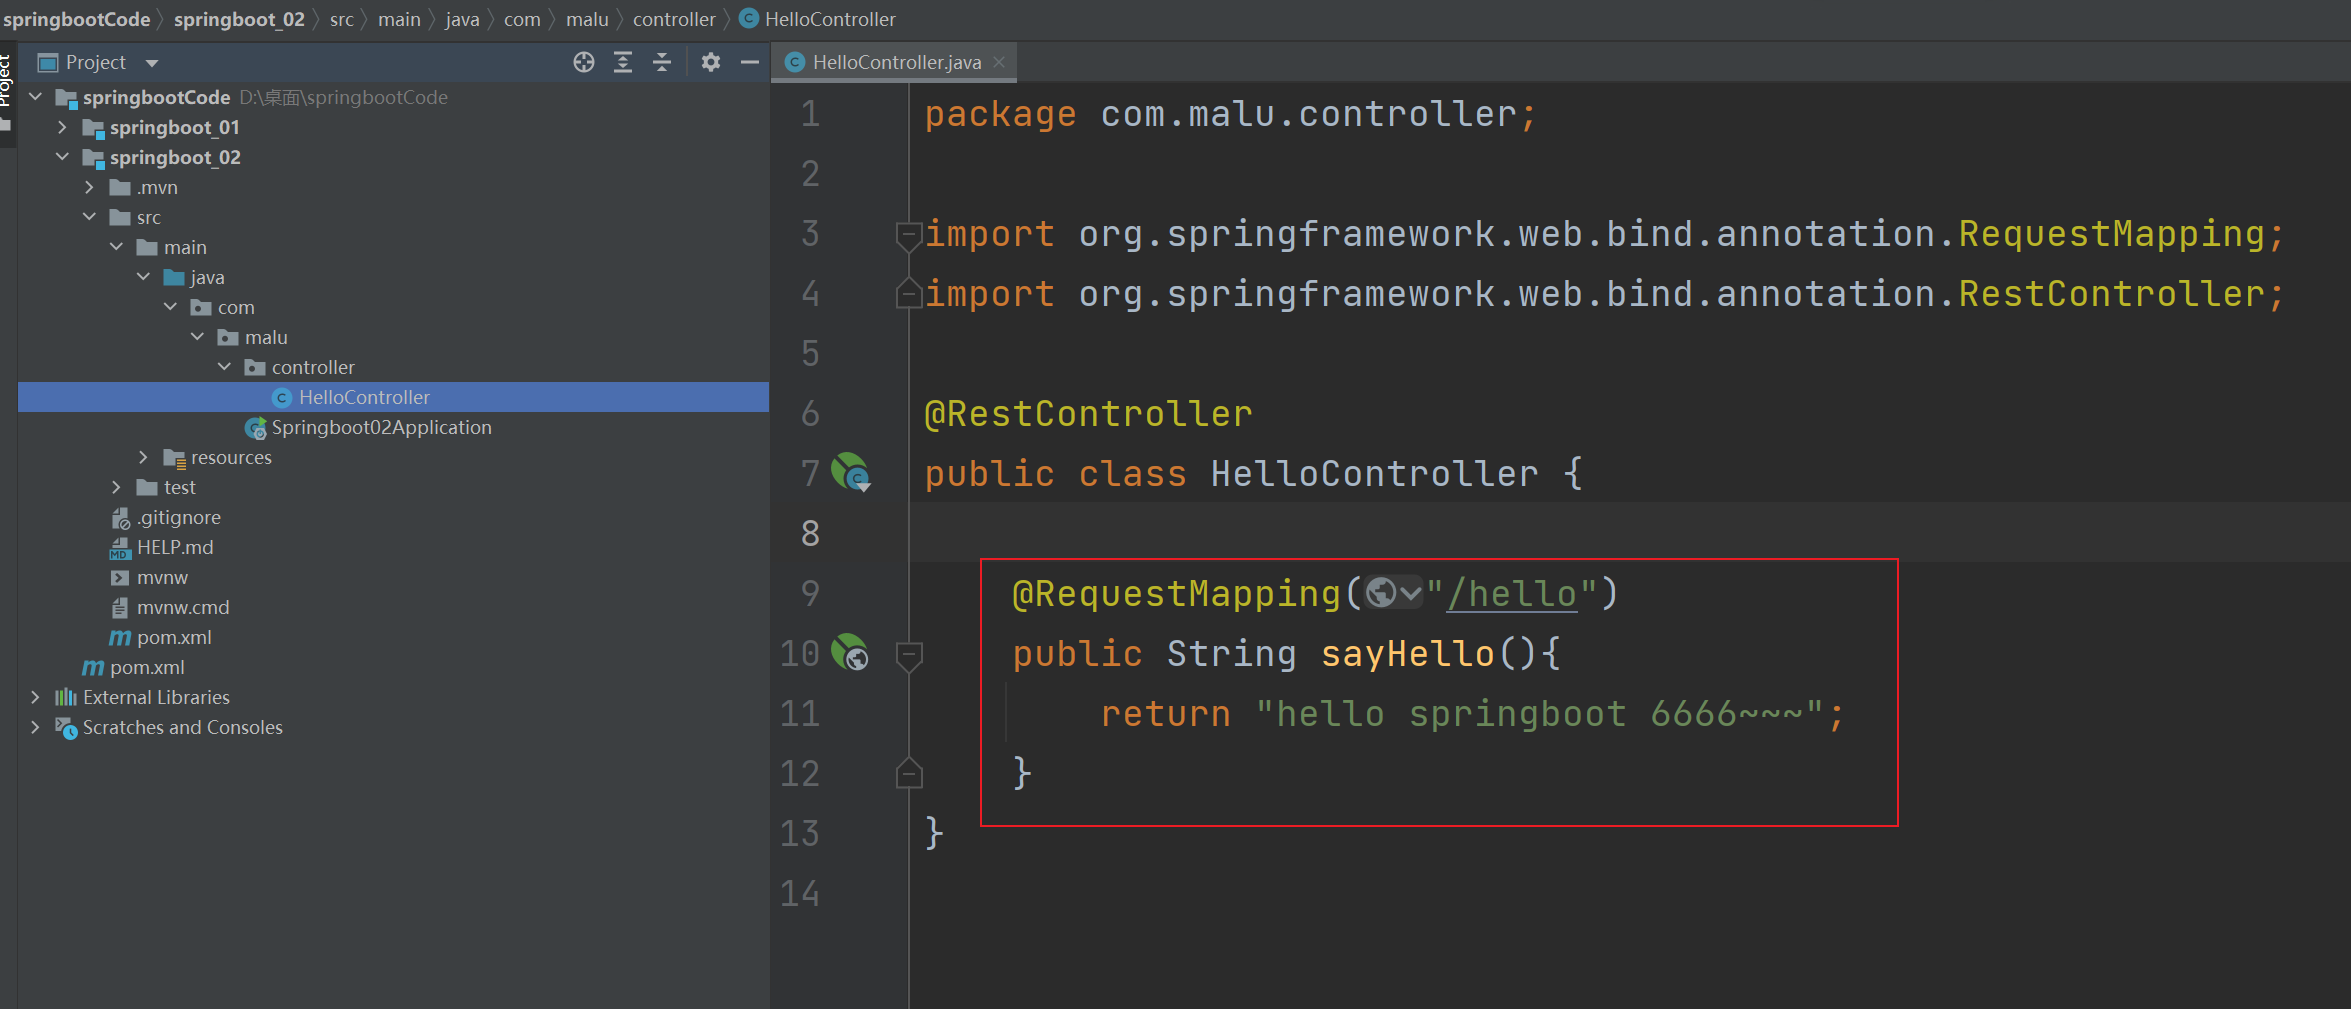 springbootCode springboot_02 src main java com malu controller HelloController
Project
Project
HelloController.java
springbootCode D:\桌面\springbootCode
springboot_01
springboot_02
.mvn
src
main
java
com
malu
controller
HelloController
Springboot02Application
resources
test
.gitignore
HELP.md
mvnw
mvnw.cmd
pom.xml
pom.xml
External Libraries
Scratches and Consoles
1 package com.malu.controller;
2
3 import org.springframework.web.bind.annotation.RequestMapping;
4 import org.springframework.web.bind.annotation.RestController;
5
6 @RestController
7 public class HelloController {
8
9 @RequestMapping("/hello")
10 public String sayHello(){
11 return "hello springboot 6666~~~";
12 }
13 }
14